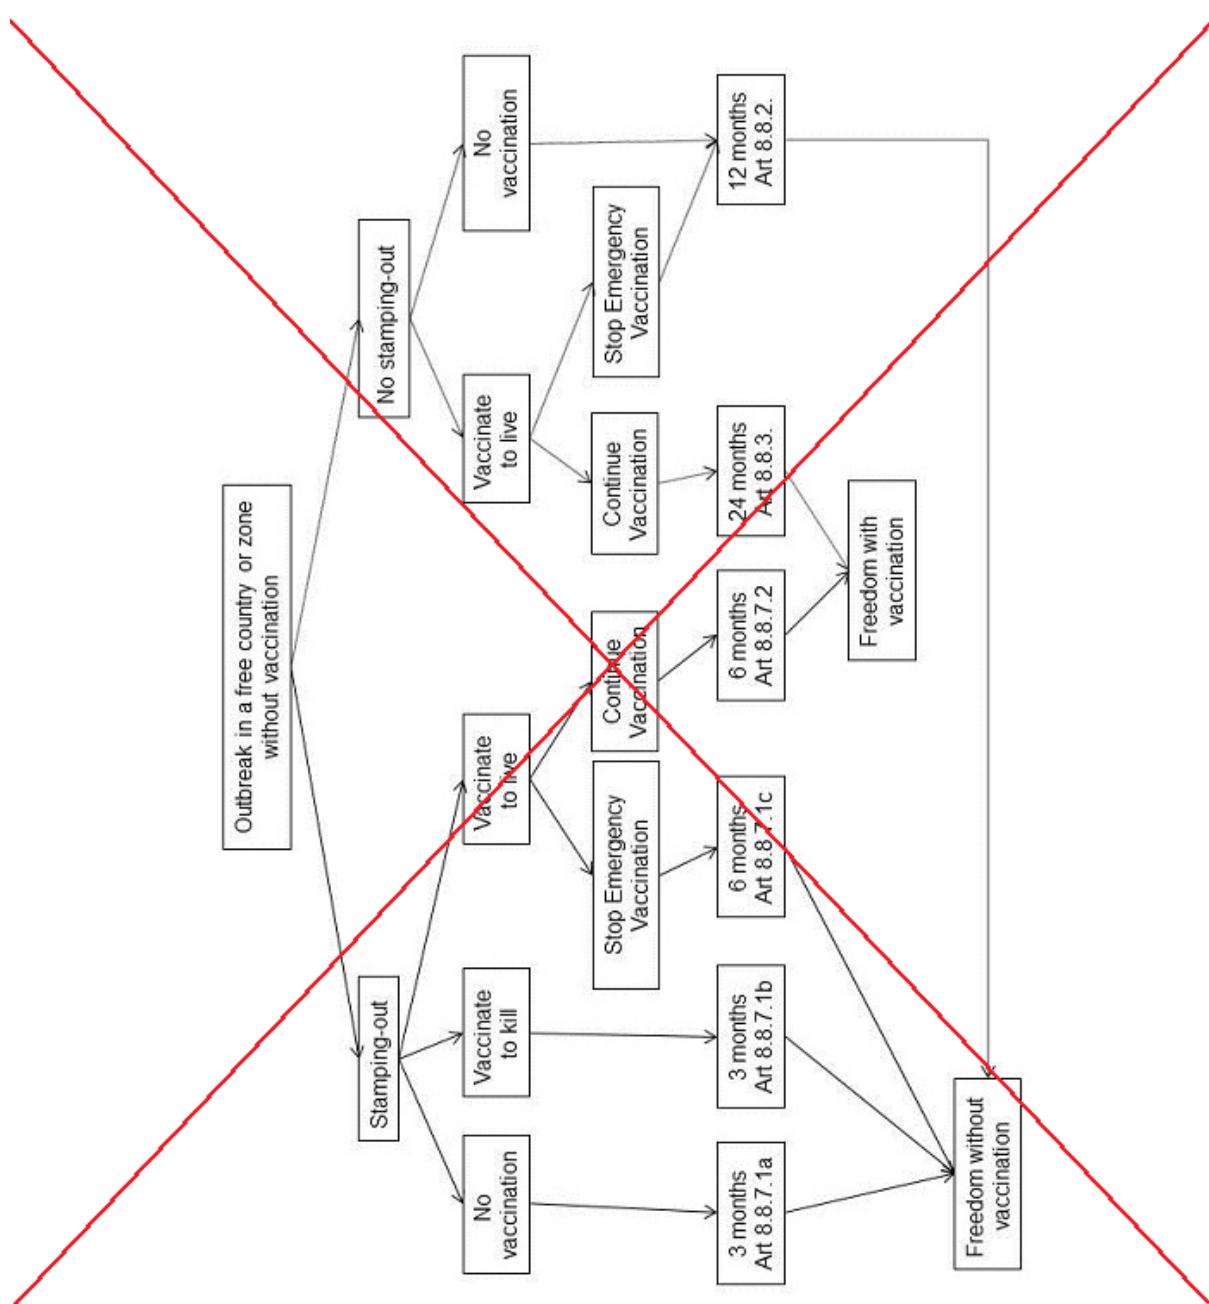 Outbreak in a free country or zone
without vaccination
Stamping-out
No stamping-out
No
vaccination
Vaccinate
to kill
Vaccinate
to live
Vaccinate
to live
No
vaccination
Stop Emergency
Vaccination
Continue
Vaccination
Continue
Vaccination
Stop Emergency
Vaccination
3 months
Art 8.8.7.1a
3 months
Art 8.8.7.1b
6 months
Art 8.8.7.1c
6 months
Art 8.8.7.2
24 months
Art 8.8.3.
12 months
Art 8.8.2.
Freedom with
vaccination
Freedom without
vaccination